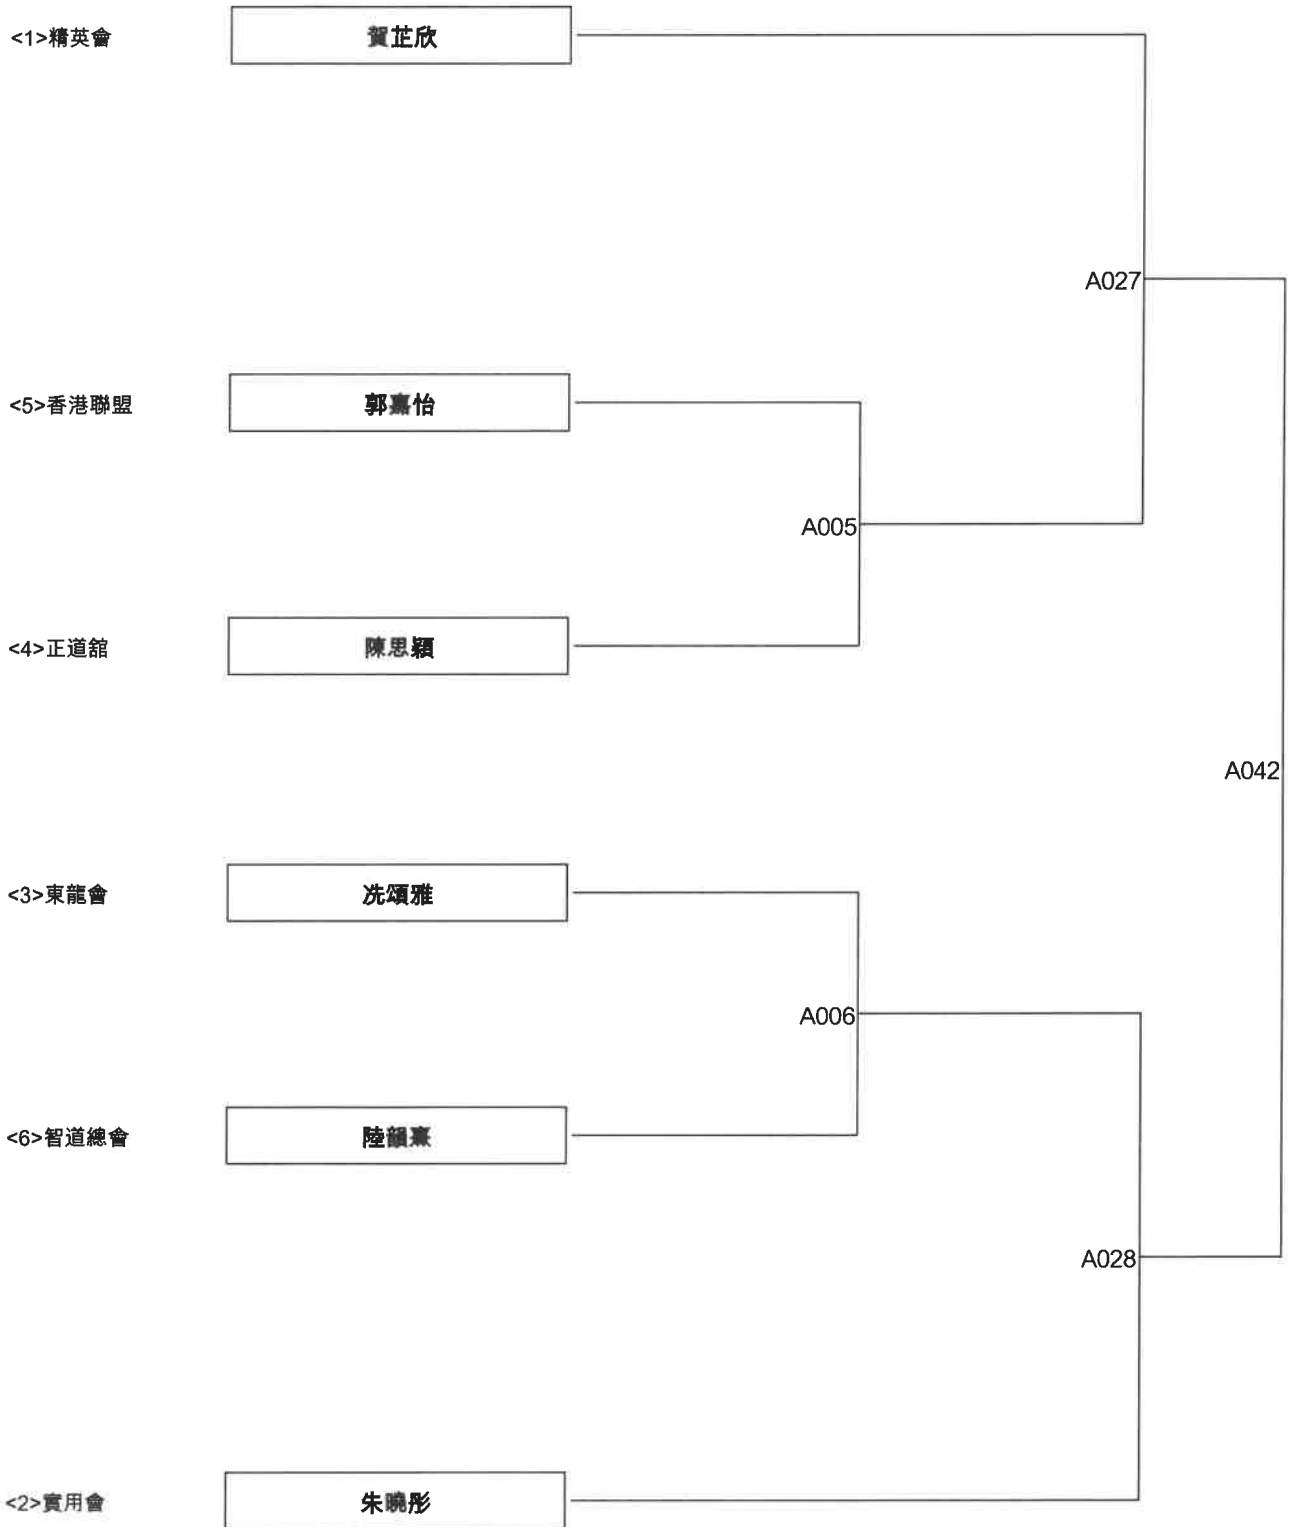 <1>精英會 賀芷欣
A027
<5>香港聯盟 郭嘉怡
A005
<4>正道舘 陳思穎
A042
<3>東龍會 冼頌雅
A006
<6>智道總會 陸韻熹
A028
<2>實用會 朱曉彤